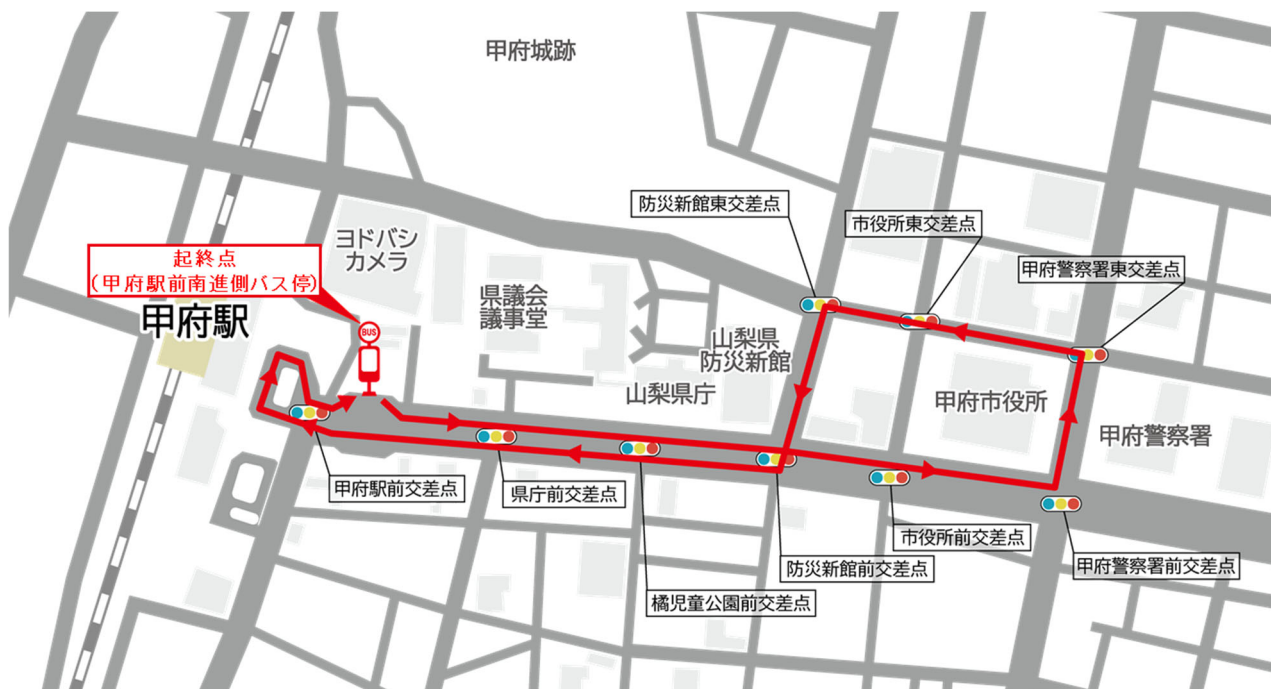 甲府城跡
防災新館東交差点
市役所東交差点
甲府警察署東交差点
ヨドバシ
カメラ
起終点
(甲府駅前南進側バス停)
甲府駅
BUS
県議会
議事堂
山梨県
防災新館
山梨県庁
甲府市役所
甲府警察署
甲府駅前交差点
県庁前交差点
市役所前交差点
防災新館前交差点
甲府警察署前交差点
橘児童公園前交差点